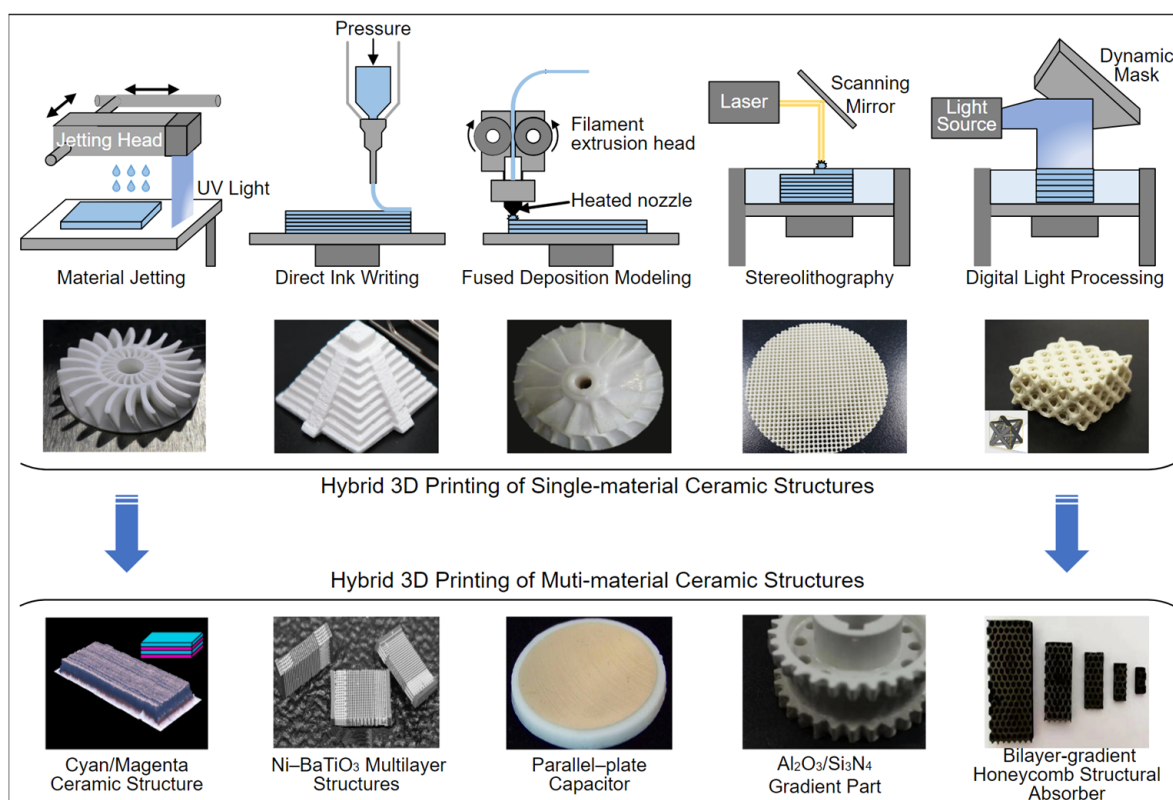 Pressure
Jetting Head
UV Light
Filament
extrusion head
Heated nozzle
Laser
Scanning
Mirror
Dynamic
Mask
Light
Source
Material Jetting
Direct Ink Writing
Fused Deposition Modeling
Stereolithography
Digital Light Processing
Hybrid 3D Printing of Single-material Ceramic Structures
Hybrid 3D Printing of Muti-material Ceramic Structures
Cyan/Magenta
Ceramic Structure
Ni–BaTiO₃ Multilayer
Structures
Parallel–plate
Capacitor
Al₂O₃/Si₃N₄
Gradient Part
Bilayer-gradient
Honeycomb Structural
Absorber